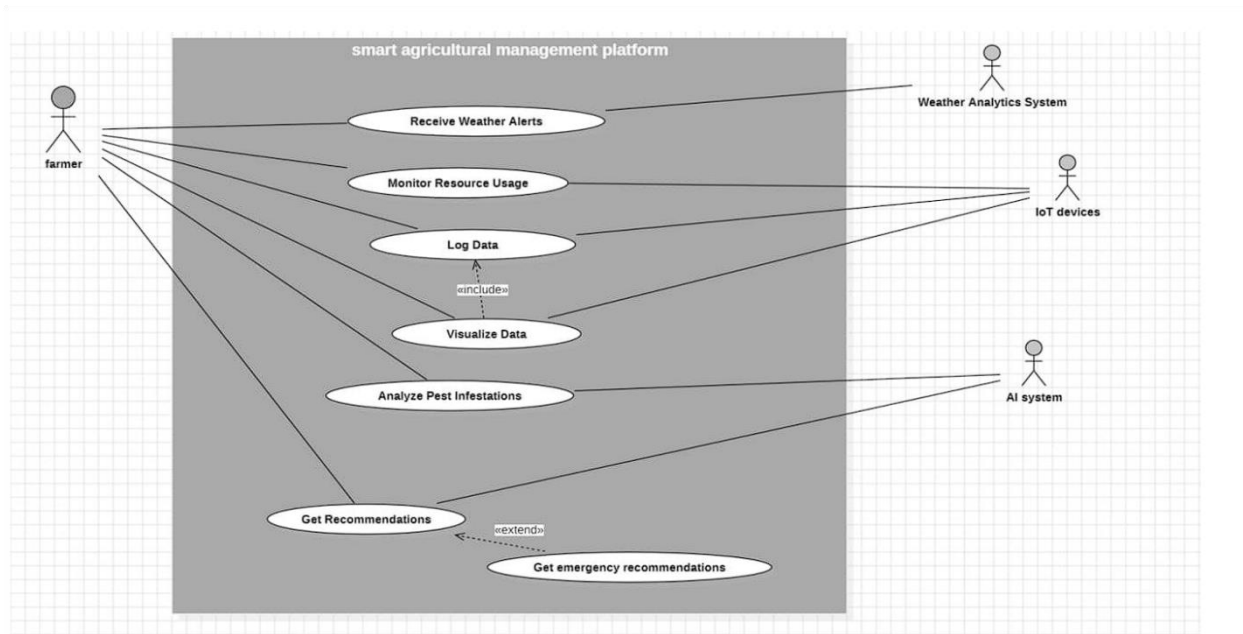 smart agricultural management platform
Weather Analytics System
Receive Weather Alerts
farmer
Monitor Resource Usage
IoT devices
Log Data
«include»
Visualize Data
Analyze Pest Infestations
AI system
Get Recommendations
«extend»
Get emergency recommendations